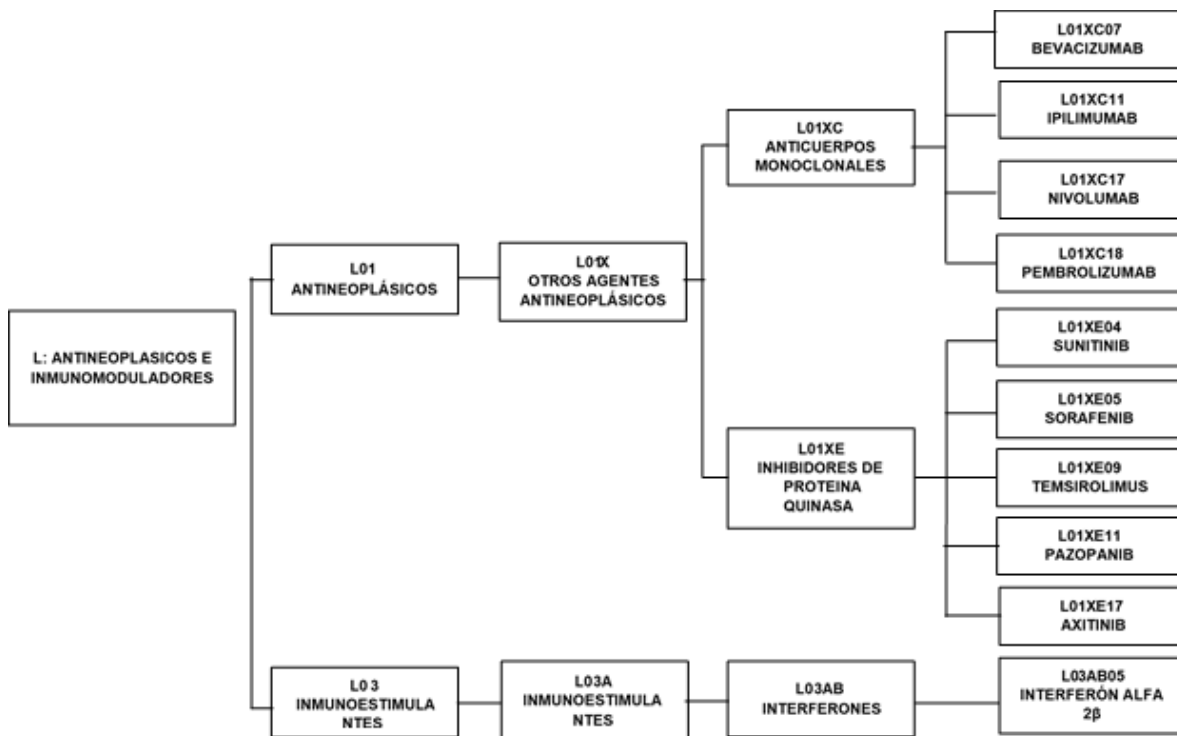 L: ANTINEOPLASICOS E
INMUNOMODULADORES
L01
ANTINEOPLÁSICOS
L01X
OTROS AGENTES
ANTINEOPLÁSICOS
L01XC
ANTICUERPOS
MONOCLONALES
L01XC07
BEVACIZUMAB
L01XC11
IPILIMUMAB
L01XC17
NIVOLUMAB
L01XC18
PEMBROLIZUMAB
L01XE
INHIBIDORES DE
PROTEINA
QUINASA
L01XE04
SUNITINIB
L01XE05
SORAFENIB
L01XE09
TEMSIROLIMUS
L01XE11
PAZOPANIB
L01XE17
AXITINIB
L03
INMUNOESTIMULA
NTES
L03A
INMUNOESTIMULA
NTES
L03AB
INTERFERONES
L03AB05
INTERFERÓN ALFA
2β